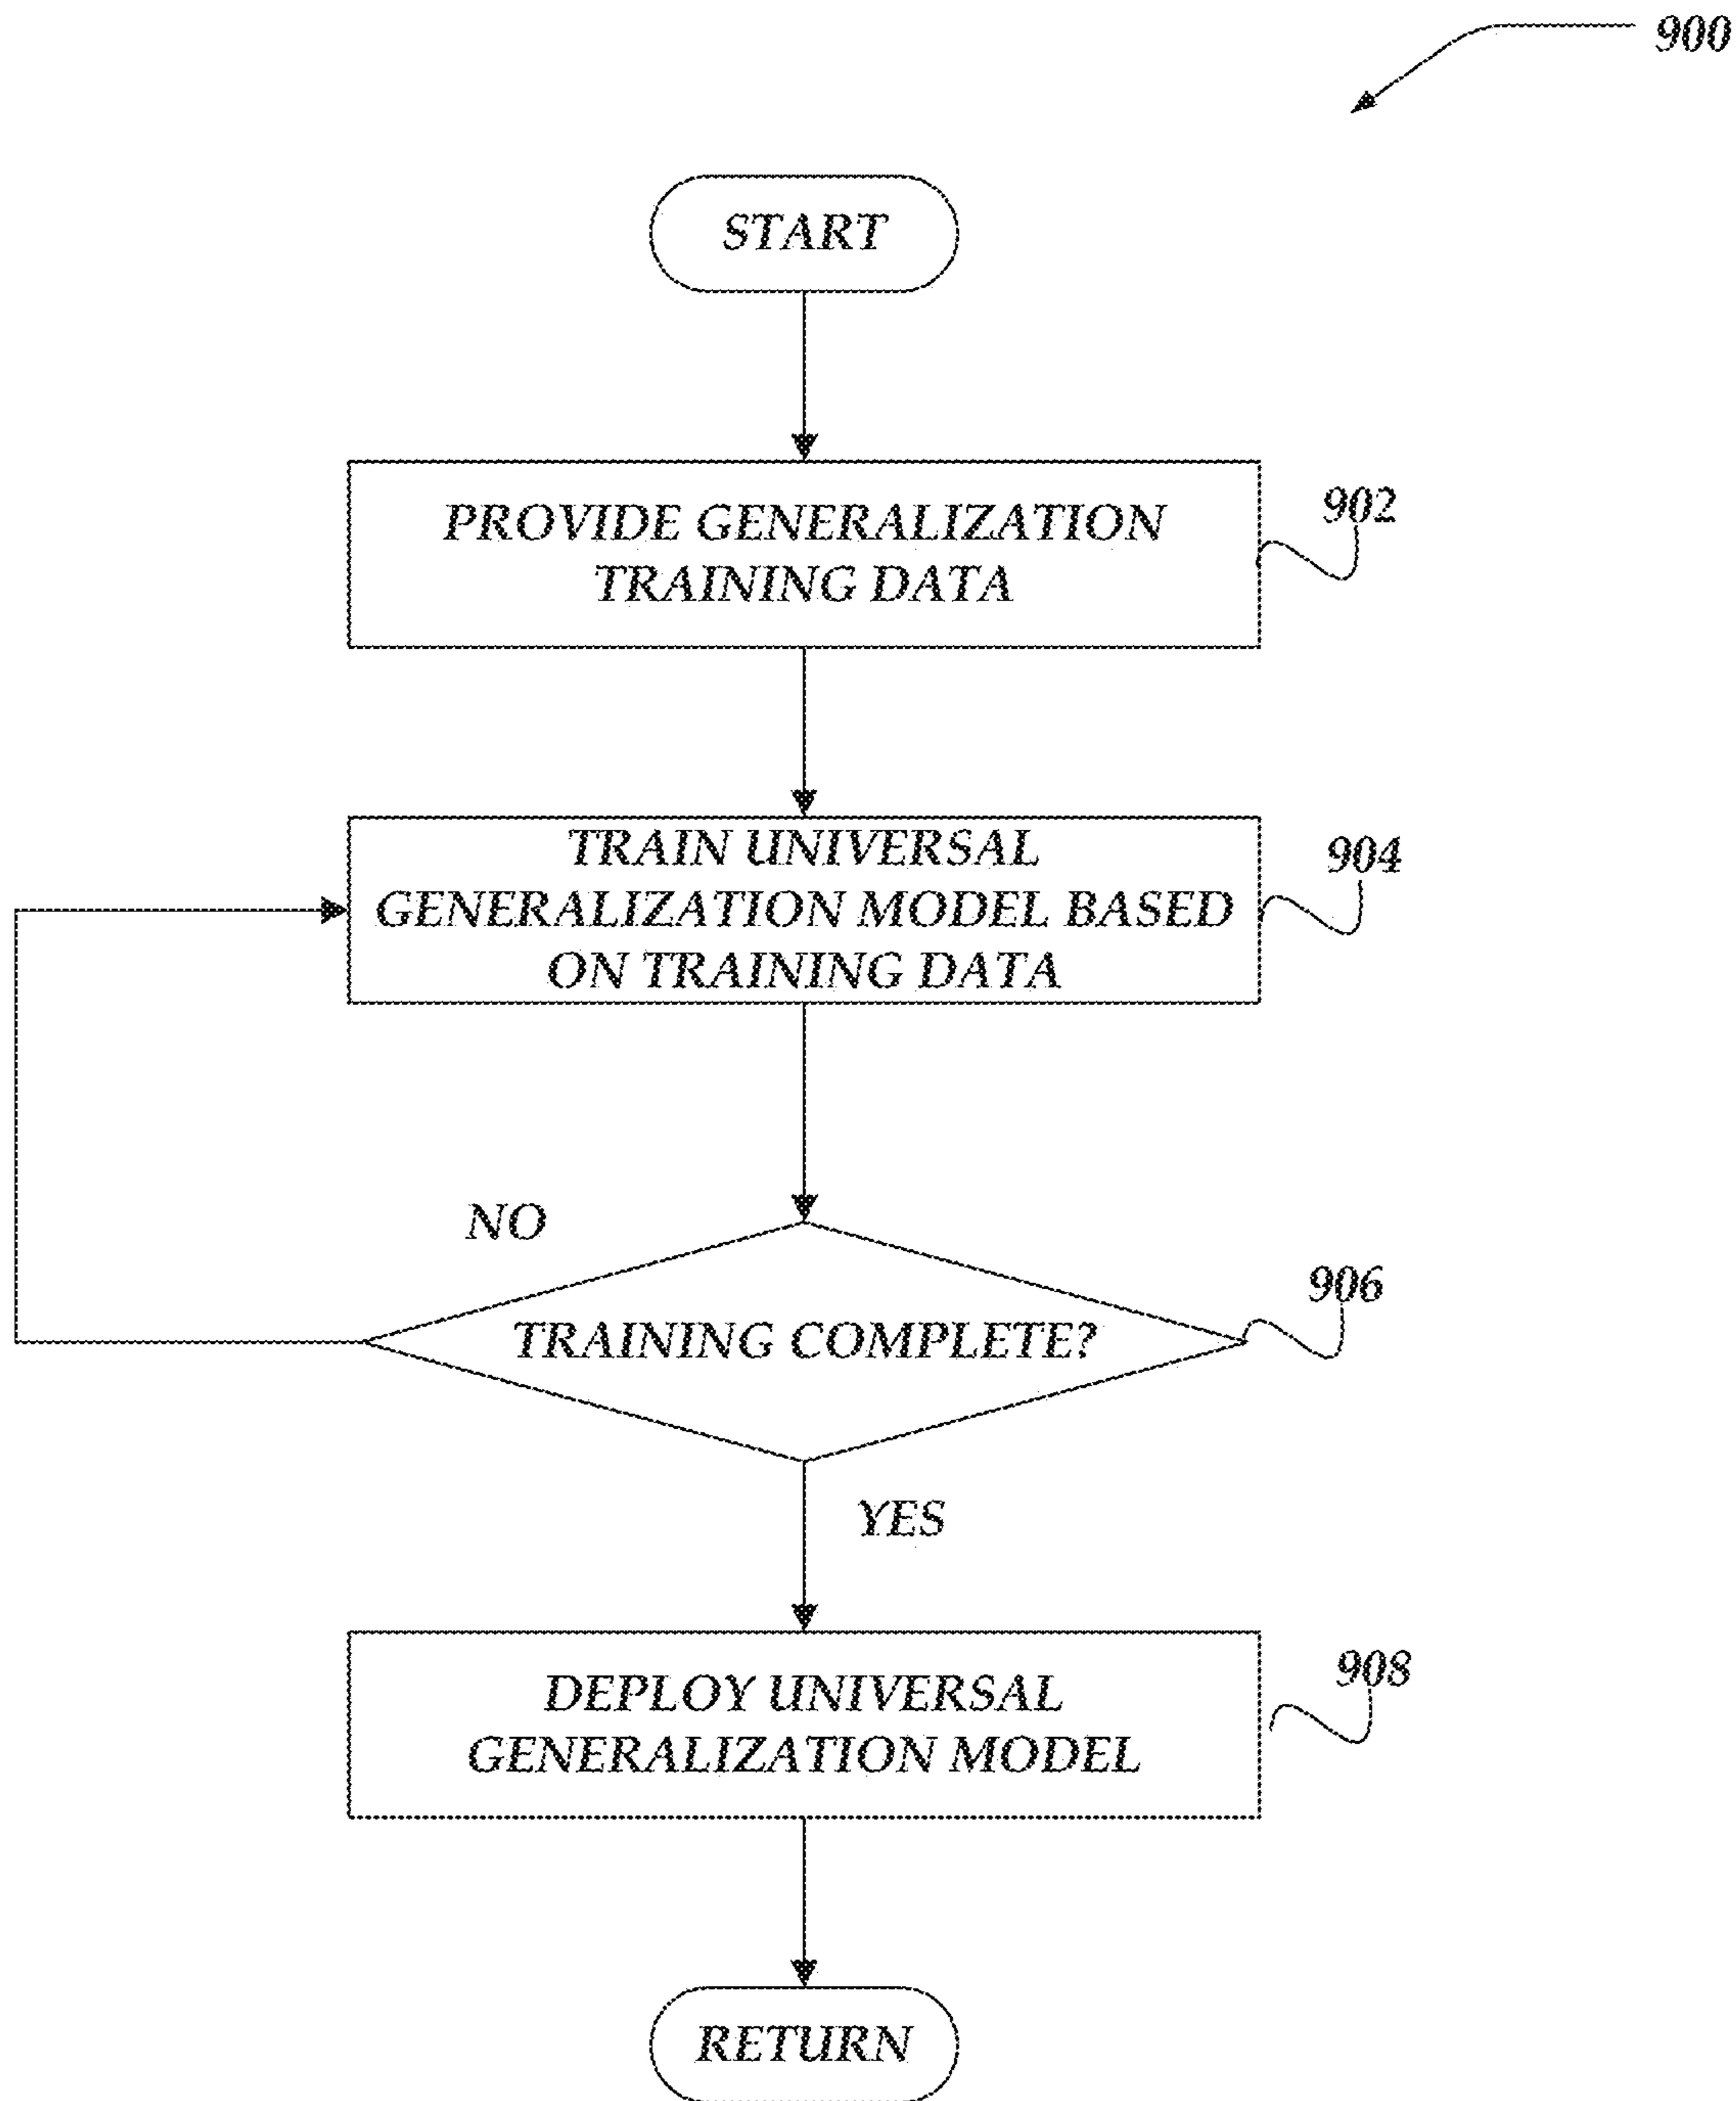 900
START
PROVIDE GENERALIZATION
TRAINING DATA
902
TRAIN UNIVERSAL
GENERALIZATION MODEL BASED
ON TRAINING DATA
904
NO
TRAINING COMPLETE?
906
YES
DEPLOY UNIVERSAL
GENERALIZATION MODEL
908
RETURN